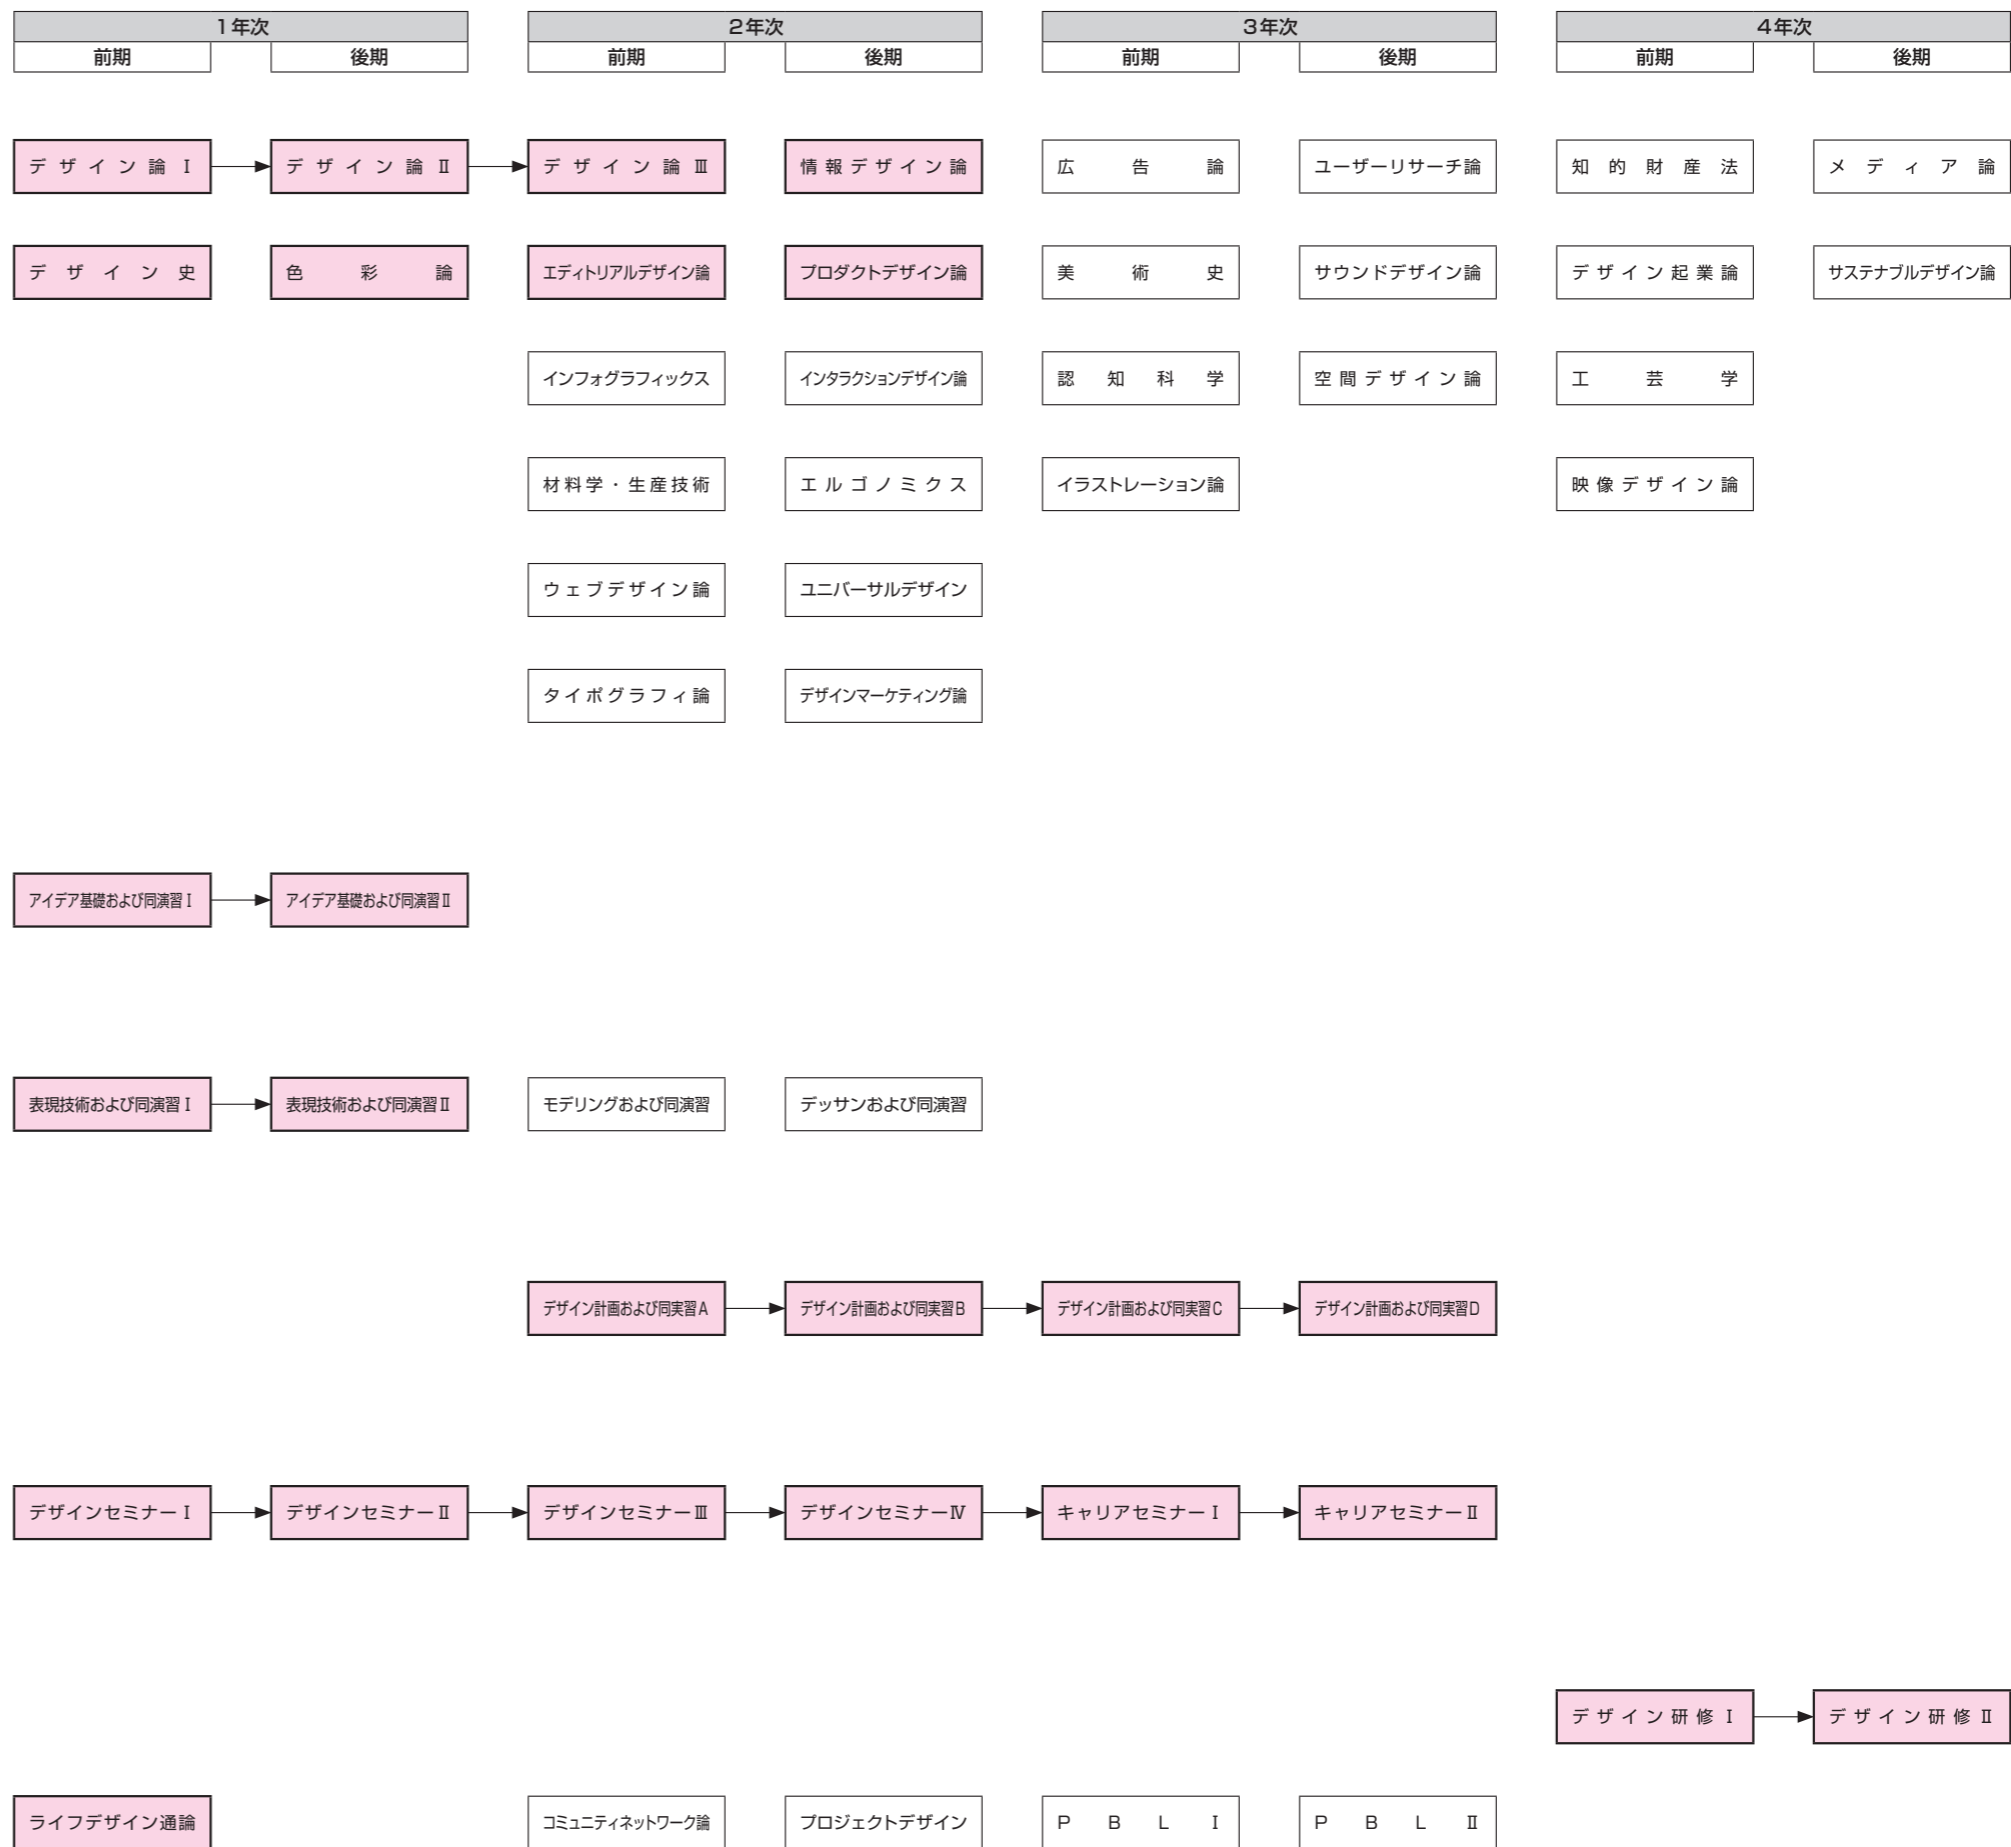 1年次 2年次 3年次 4年次
前期 後期 前期 後期 前期 後期 前期 後期
デザイン論Ⅰ デザイン論Ⅱ デザイン論Ⅲ 情報デザイン論 広告論 ユーザーリサーチ論 知的財産法 メディア論
デザイン史 色彩論 エディトリアルデザイン論 プロダクトデザイン論 美術史 サウンドデザイン論 デザイン起業論 サステナブルデザイン論
インフォグラフィックス インタラクションデザイン論 認知科学 空間デザイン論 工芸学
材料学・生産技術 エルゴノミクス イラストレーション論 映像デザイン論
ウェブデザイン論 ユニバーサルデザイン
タイポグラフィ論 デザインマーケティング論
アイデア基礎および同演習Ⅰ アイデア基礎および同演習Ⅱ
表現技術および同演習Ⅰ 表現技術および同演習Ⅱ モデリングおよび同演習 デッサンおよび同演習
デザイン計画および同実習A デザイン計画および同実習B デザイン計画および同実習C デザイン計画および同実習D
デザインセミナーⅠ デザインセミナーⅡ デザインセミナーⅢ デザインセミナーⅣ キャリアセミナーⅠ キャリアセミナーⅡ
デザイン研修Ⅰ デザイン研修Ⅱ
ライフデザイン通論 コミュニティネットワーク論 プロジェクトデザイン PBLⅠ PBLⅡ